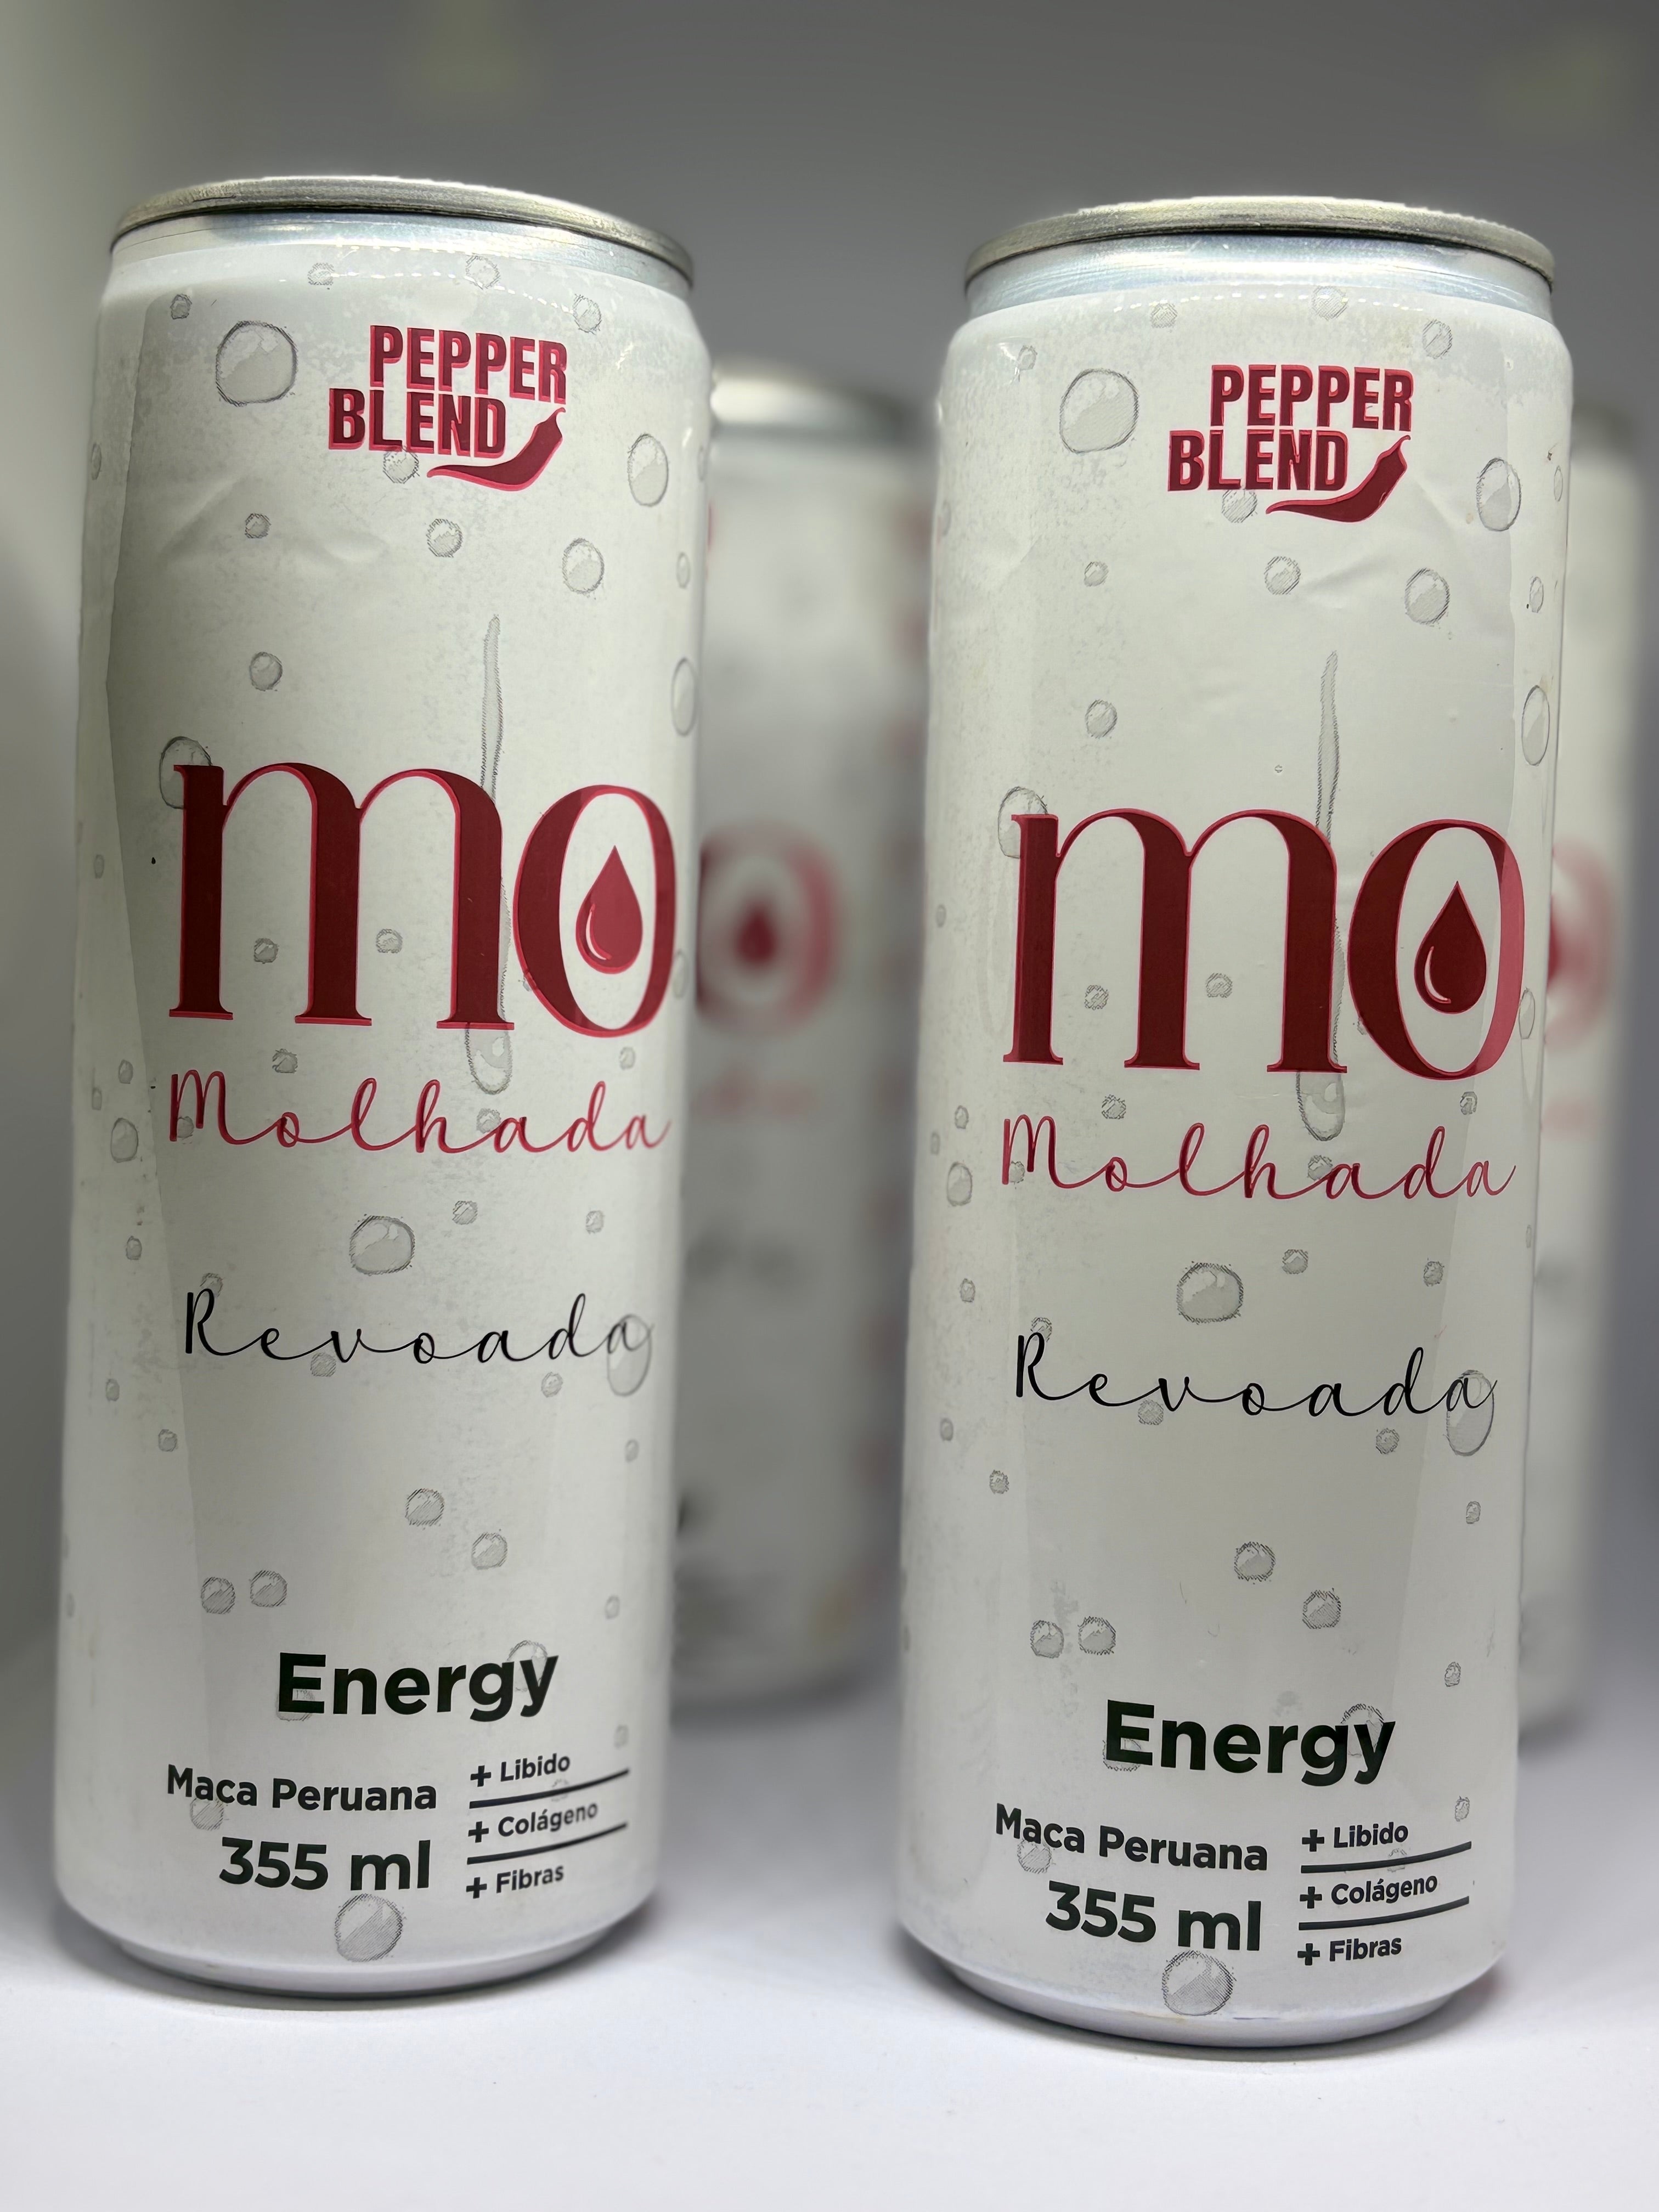 PEPPER
BLEND
mo
Molhada
Revoada
Energy
Maca Peruana
355 ml
+ Libido
+ Colágeno
+ Fibras
PEPPER
BLEND
mo
Molhada
Revoada
Energy
Maca Peruana
355 ml
+ Libido
+ Colágeno
+ Fibras